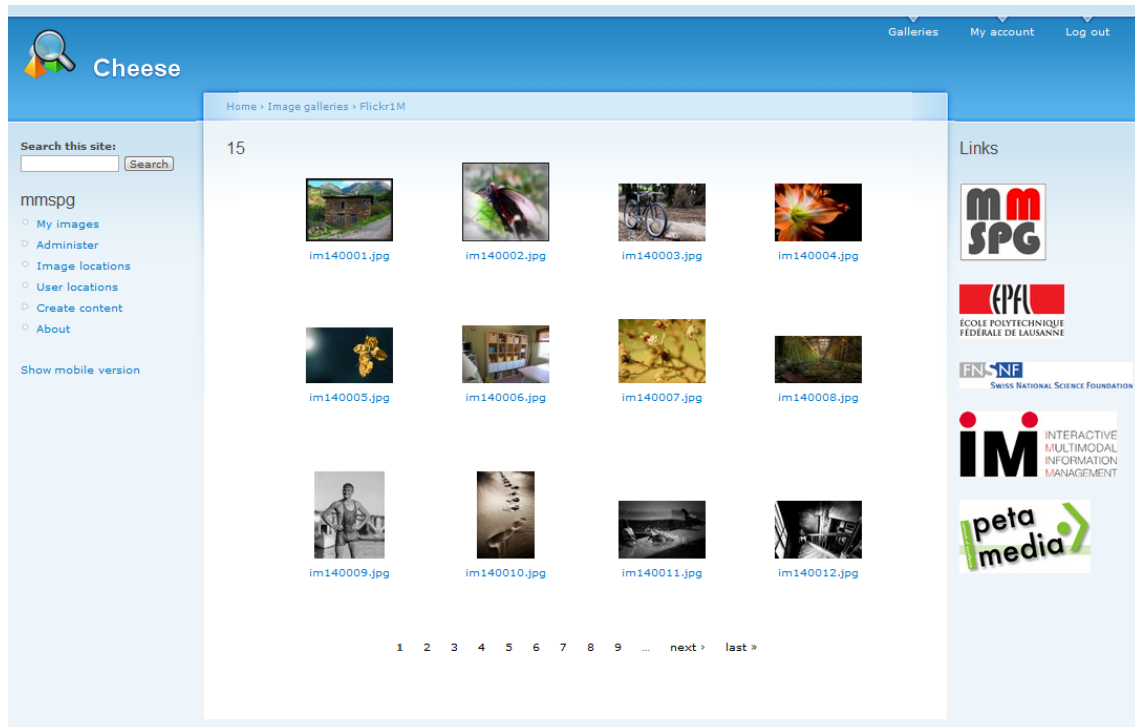 Galleries My account Log out
Cheese
Home › Image galleries › Flickr1M
Search this site:
Search
mmspg
My images
Administer
Image locations
User locations
Create content
About
Show mobile version
15
im140001.jpg im140002.jpg im140003.jpg im140004.jpg
im140005.jpg im140006.jpg im140007.jpg im140008.jpg
im140009.jpg im140010.jpg im140011.jpg im140012.jpg
1 2 3 4 5 6 7 8 9 … next › last »
Links
MM
SPG
EPFL
ÉCOLE POLYTECHNIQUE
FÉDÉRALE DE LAUSANNE
FNSNF
SWISS NATIONAL SCIENCE FOUNDATION
iM
INTERACTIVE
MULTIMODAL
INFORMATION
MANAGEMENT
peta
media